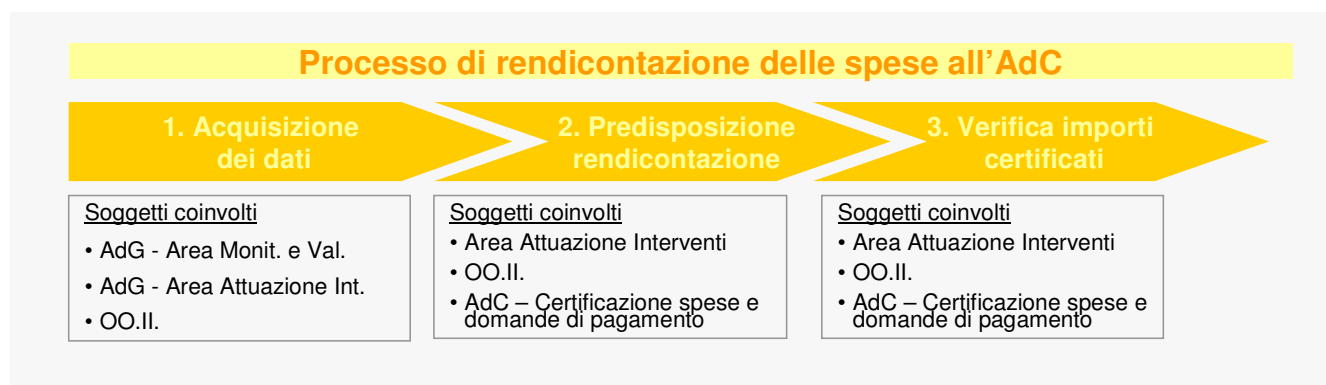 Processo di rendicontazione delle spese all’AdC
1. Acquisizione
dei dati
2. Predisposizione
rendicontazione
3. Verifica importi
certificati
Soggetti coinvolti
• AdG - Area Monit. e Val.
• AdG - Area Attuazione Int.
• OO.II.
Soggetti coinvolti
• Area Attuazione Interventi
• OO.II.
• AdC – Certificazione spese e
domande di pagamento
Soggetti coinvolti
• Area Attuazione Interventi
• OO.II.
• AdC – Certificazione spese e
domande di pagamento